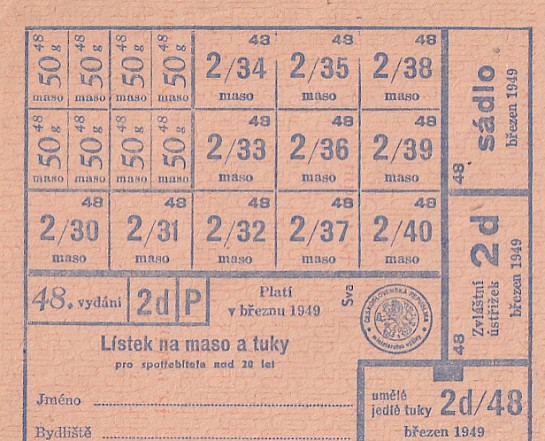 48 48 48 48 48 48 48
50 g 50 g 50 g 50 g 2/34 2/35 2/38
maso maso maso maso maso maso maso
48 48 48 48 48 48 48
50 g 50 g 50 g 50 g 2/33 2/36 2/39
maso maso maso maso maso maso maso
48 48 48 48 48
2/30 2/31 2/32 2/37 2/40
maso maso maso maso maso
48 sádlo
březen 1949
48 Zvláštní
ústřižek
2d
březen 1949
48. vydání 2d P
Platí
v březnu 1949
Sva
ČESKOSLOVENSKÁ REPUBLIKA
ministerstvo výživy
Lístek na maso a tuky
pro spotřebitele nad 20 let
Jméno
Bydliště
umělé
jedlé tuky 2d/48
březen 1949